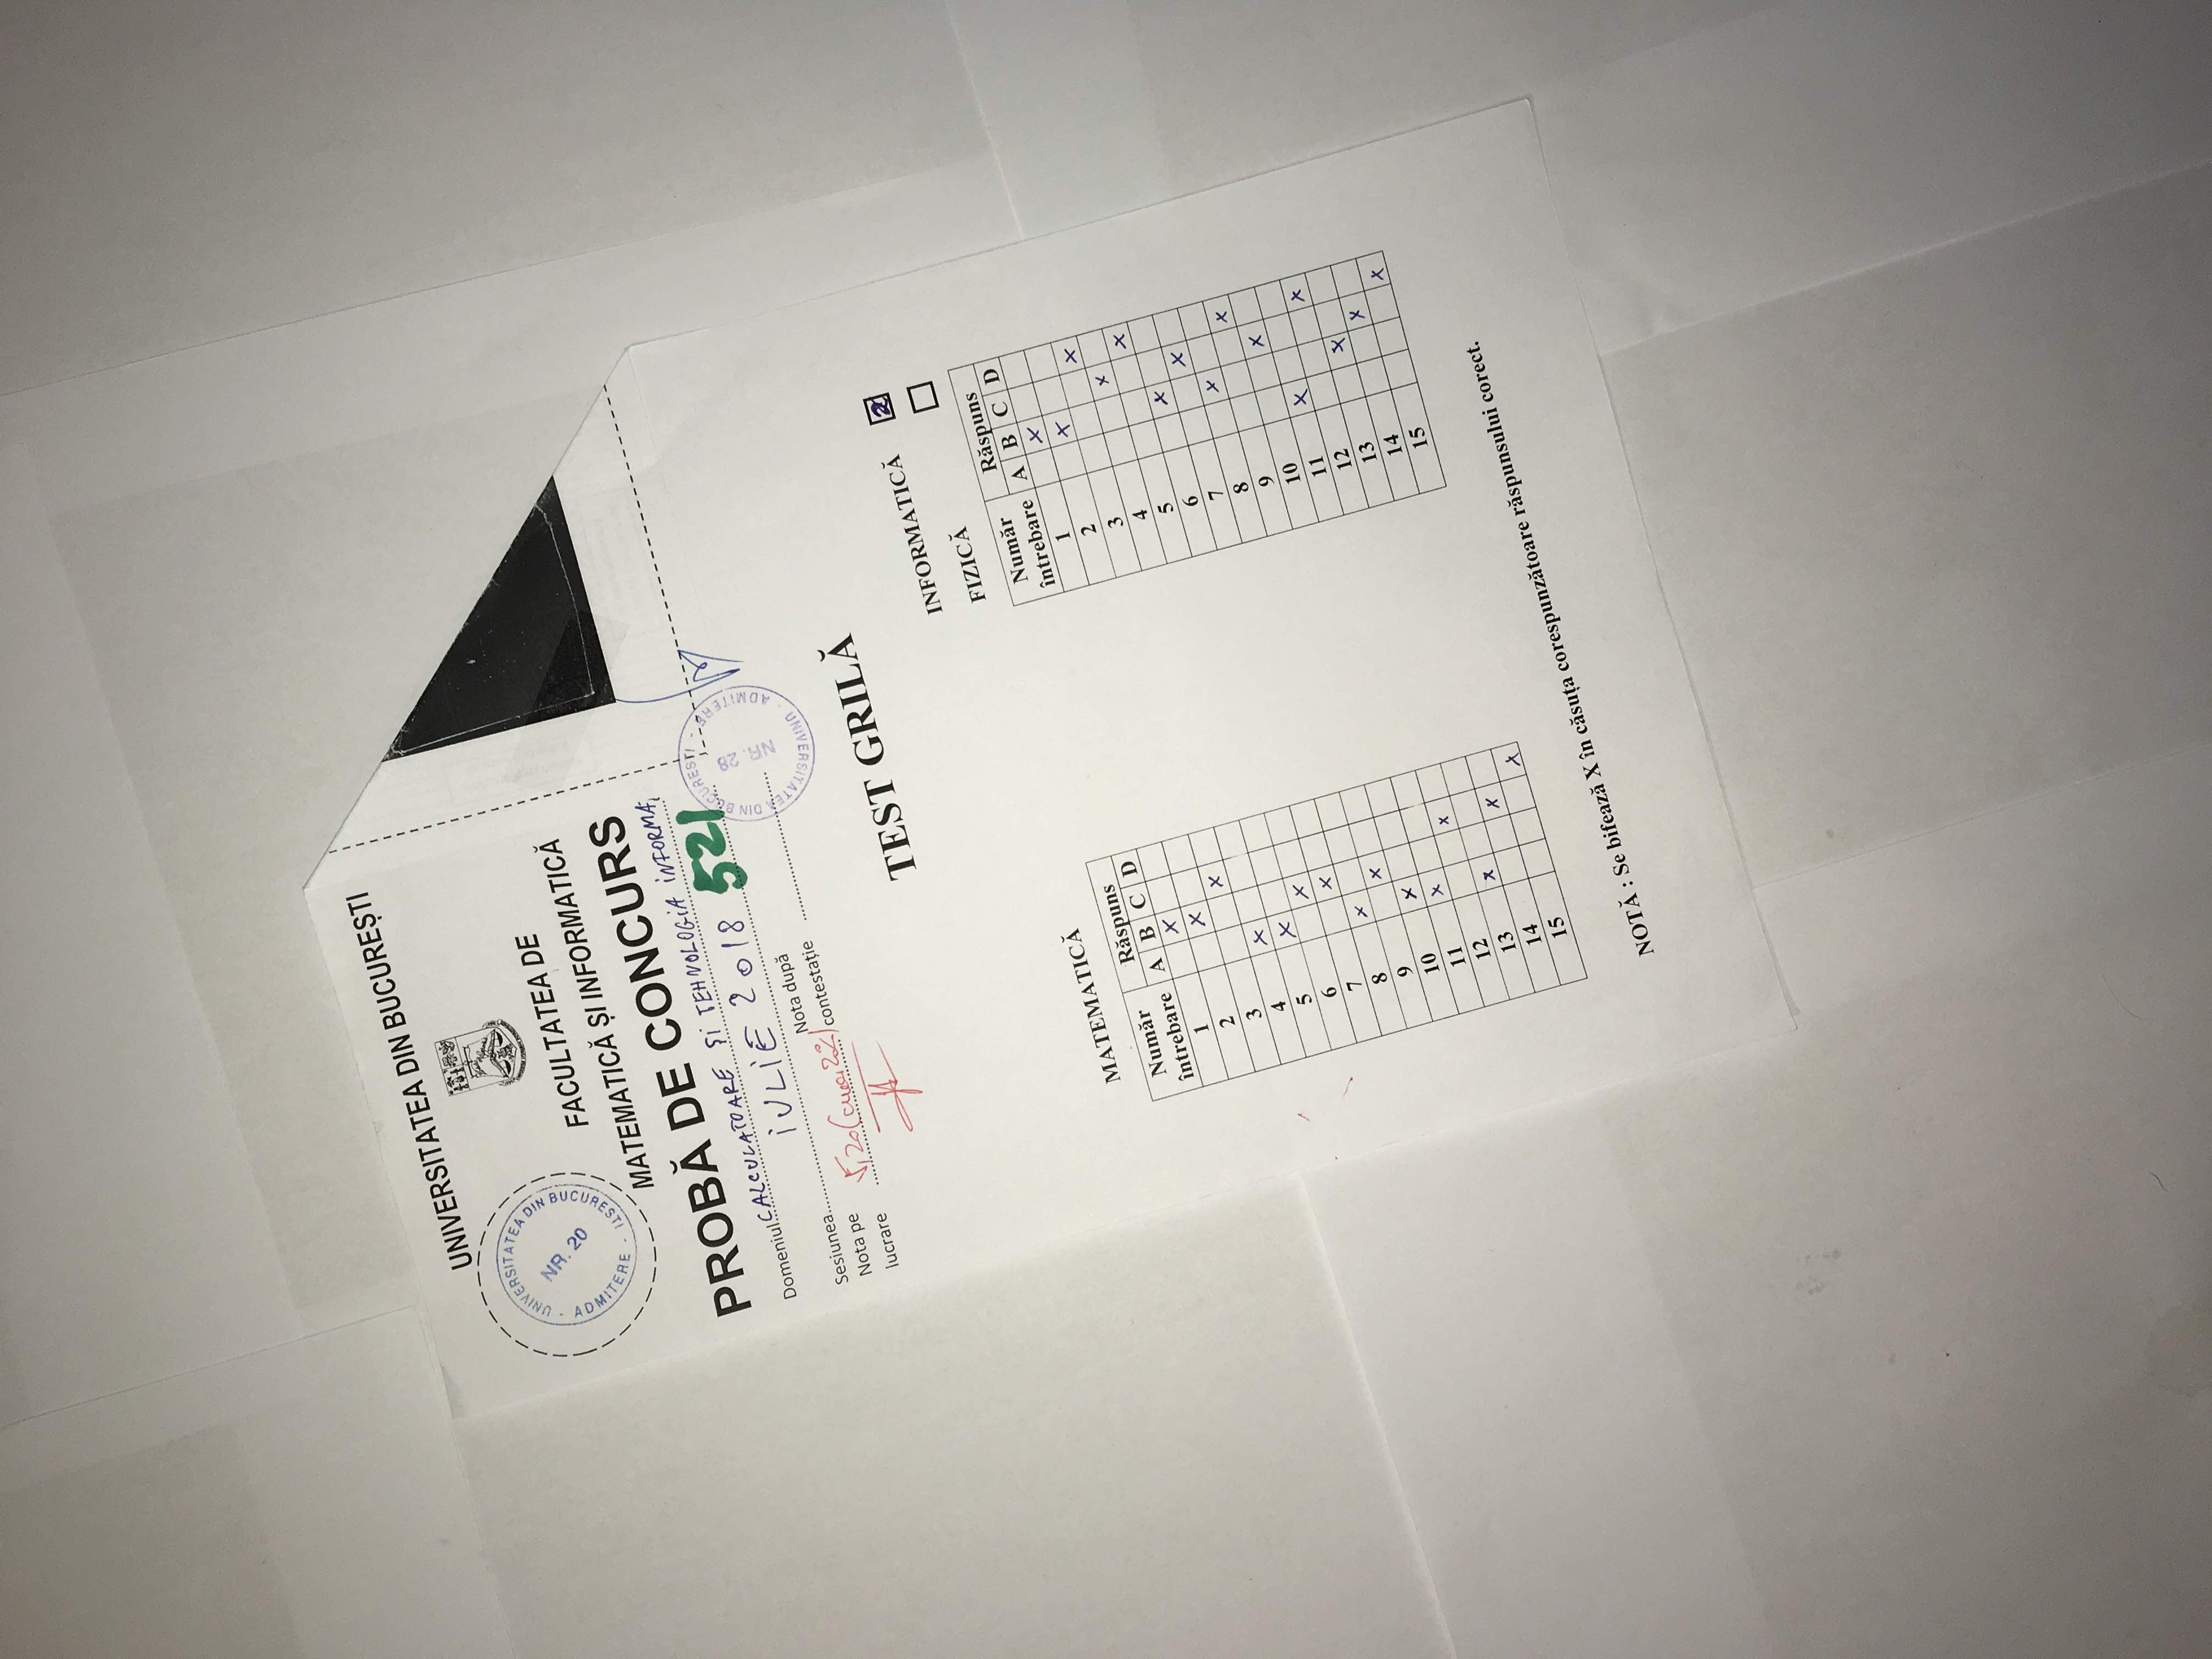 UNIVERSITATEA DIN BUCUREȘTI
UNIVERSITATEA DIN BUCUREȘTI - ADMITERE -
NR. 20
FACULTATEA DE
MATEMATICĂ ȘI INFORMATICĂ
PROBĂ DE CONCURS
Domeniul CALCULATOARE ȘI TEHNOLOGIA INFORMA.
Sesiunea IULIE 2018 521
Nota pe lucrare 5,20
Nota după contestație
UNIVERSITATEA DIN BUCUREȘTI - ADMITERE -
NR. 28
TEST GRILĂ
MATEMATICĂ
Număr întrebare Răspuns
A B C D
1 X
2 X
3 X
4 X
5 X
6 X
7 X
8 X
9 X
10 X
11 X
12 X
13 X
14 X
15 X
INFORMATICĂ
FIZICĂ
Număr întrebare Răspuns
A B C D
1 X
2 X
3 X
4 X
5 X
6 X
7 X
8 X
9 X
10 X
11 X
12 X
13 X
14 X
15 X
NOTĂ : Se bifează X în căsuța corespunzătoare răspunsului corect.